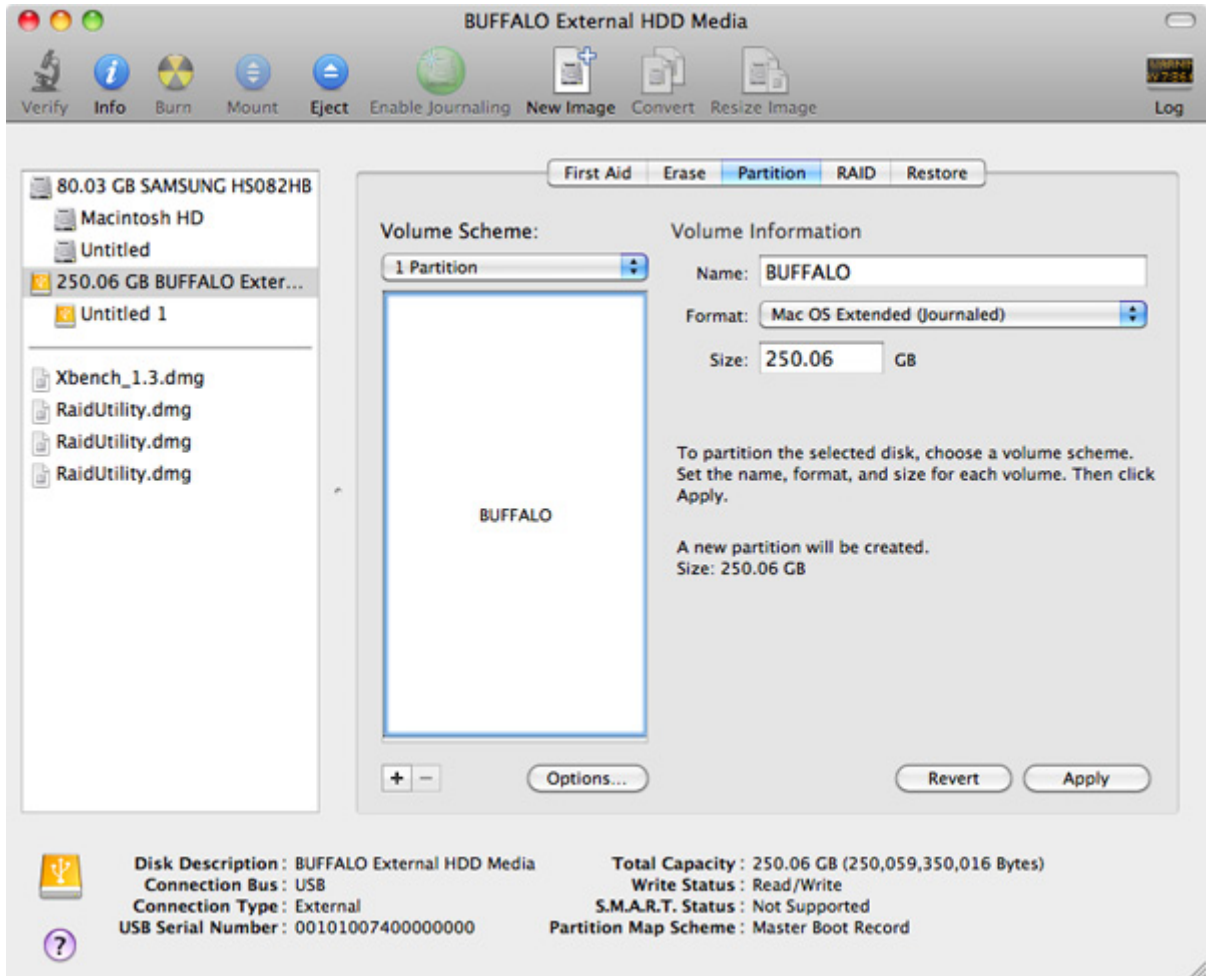 BUFFALO External HDD Media
Verify Info Burn Mount Eject Enable Journaling New Image Convert Resize Image Log
80.03 GB SAMSUNG HS082HB
Macintosh HD
Untitled
250.06 GB BUFFALO Exter...
Untitled 1
Xbench_1.3.dmg
RaidUtility.dmg
RaidUtility.dmg
RaidUtility.dmg
First Aid Erase Partition RAID Restore
Volume Scheme:
1 Partition
BUFFALO
+ − Options...
Volume Information
Name: BUFFALO
Format: Mac OS Extended (Journaled)
Size: 250.06 GB
To partition the selected disk, choose a volume scheme.
Set the name, format, and size for each volume. Then click
Apply.
A new partition will be created.
Size: 250.06 GB
Revert Apply
Disk Description : BUFFALO External HDD Media
Connection Bus : USB
Connection Type : External
USB Serial Number : 00101007400000000
Total Capacity : 250.06 GB (250,059,350,016 Bytes)
Write Status : Read/Write
S.M.A.R.T. Status : Not Supported
Partition Map Scheme : Master Boot Record
?